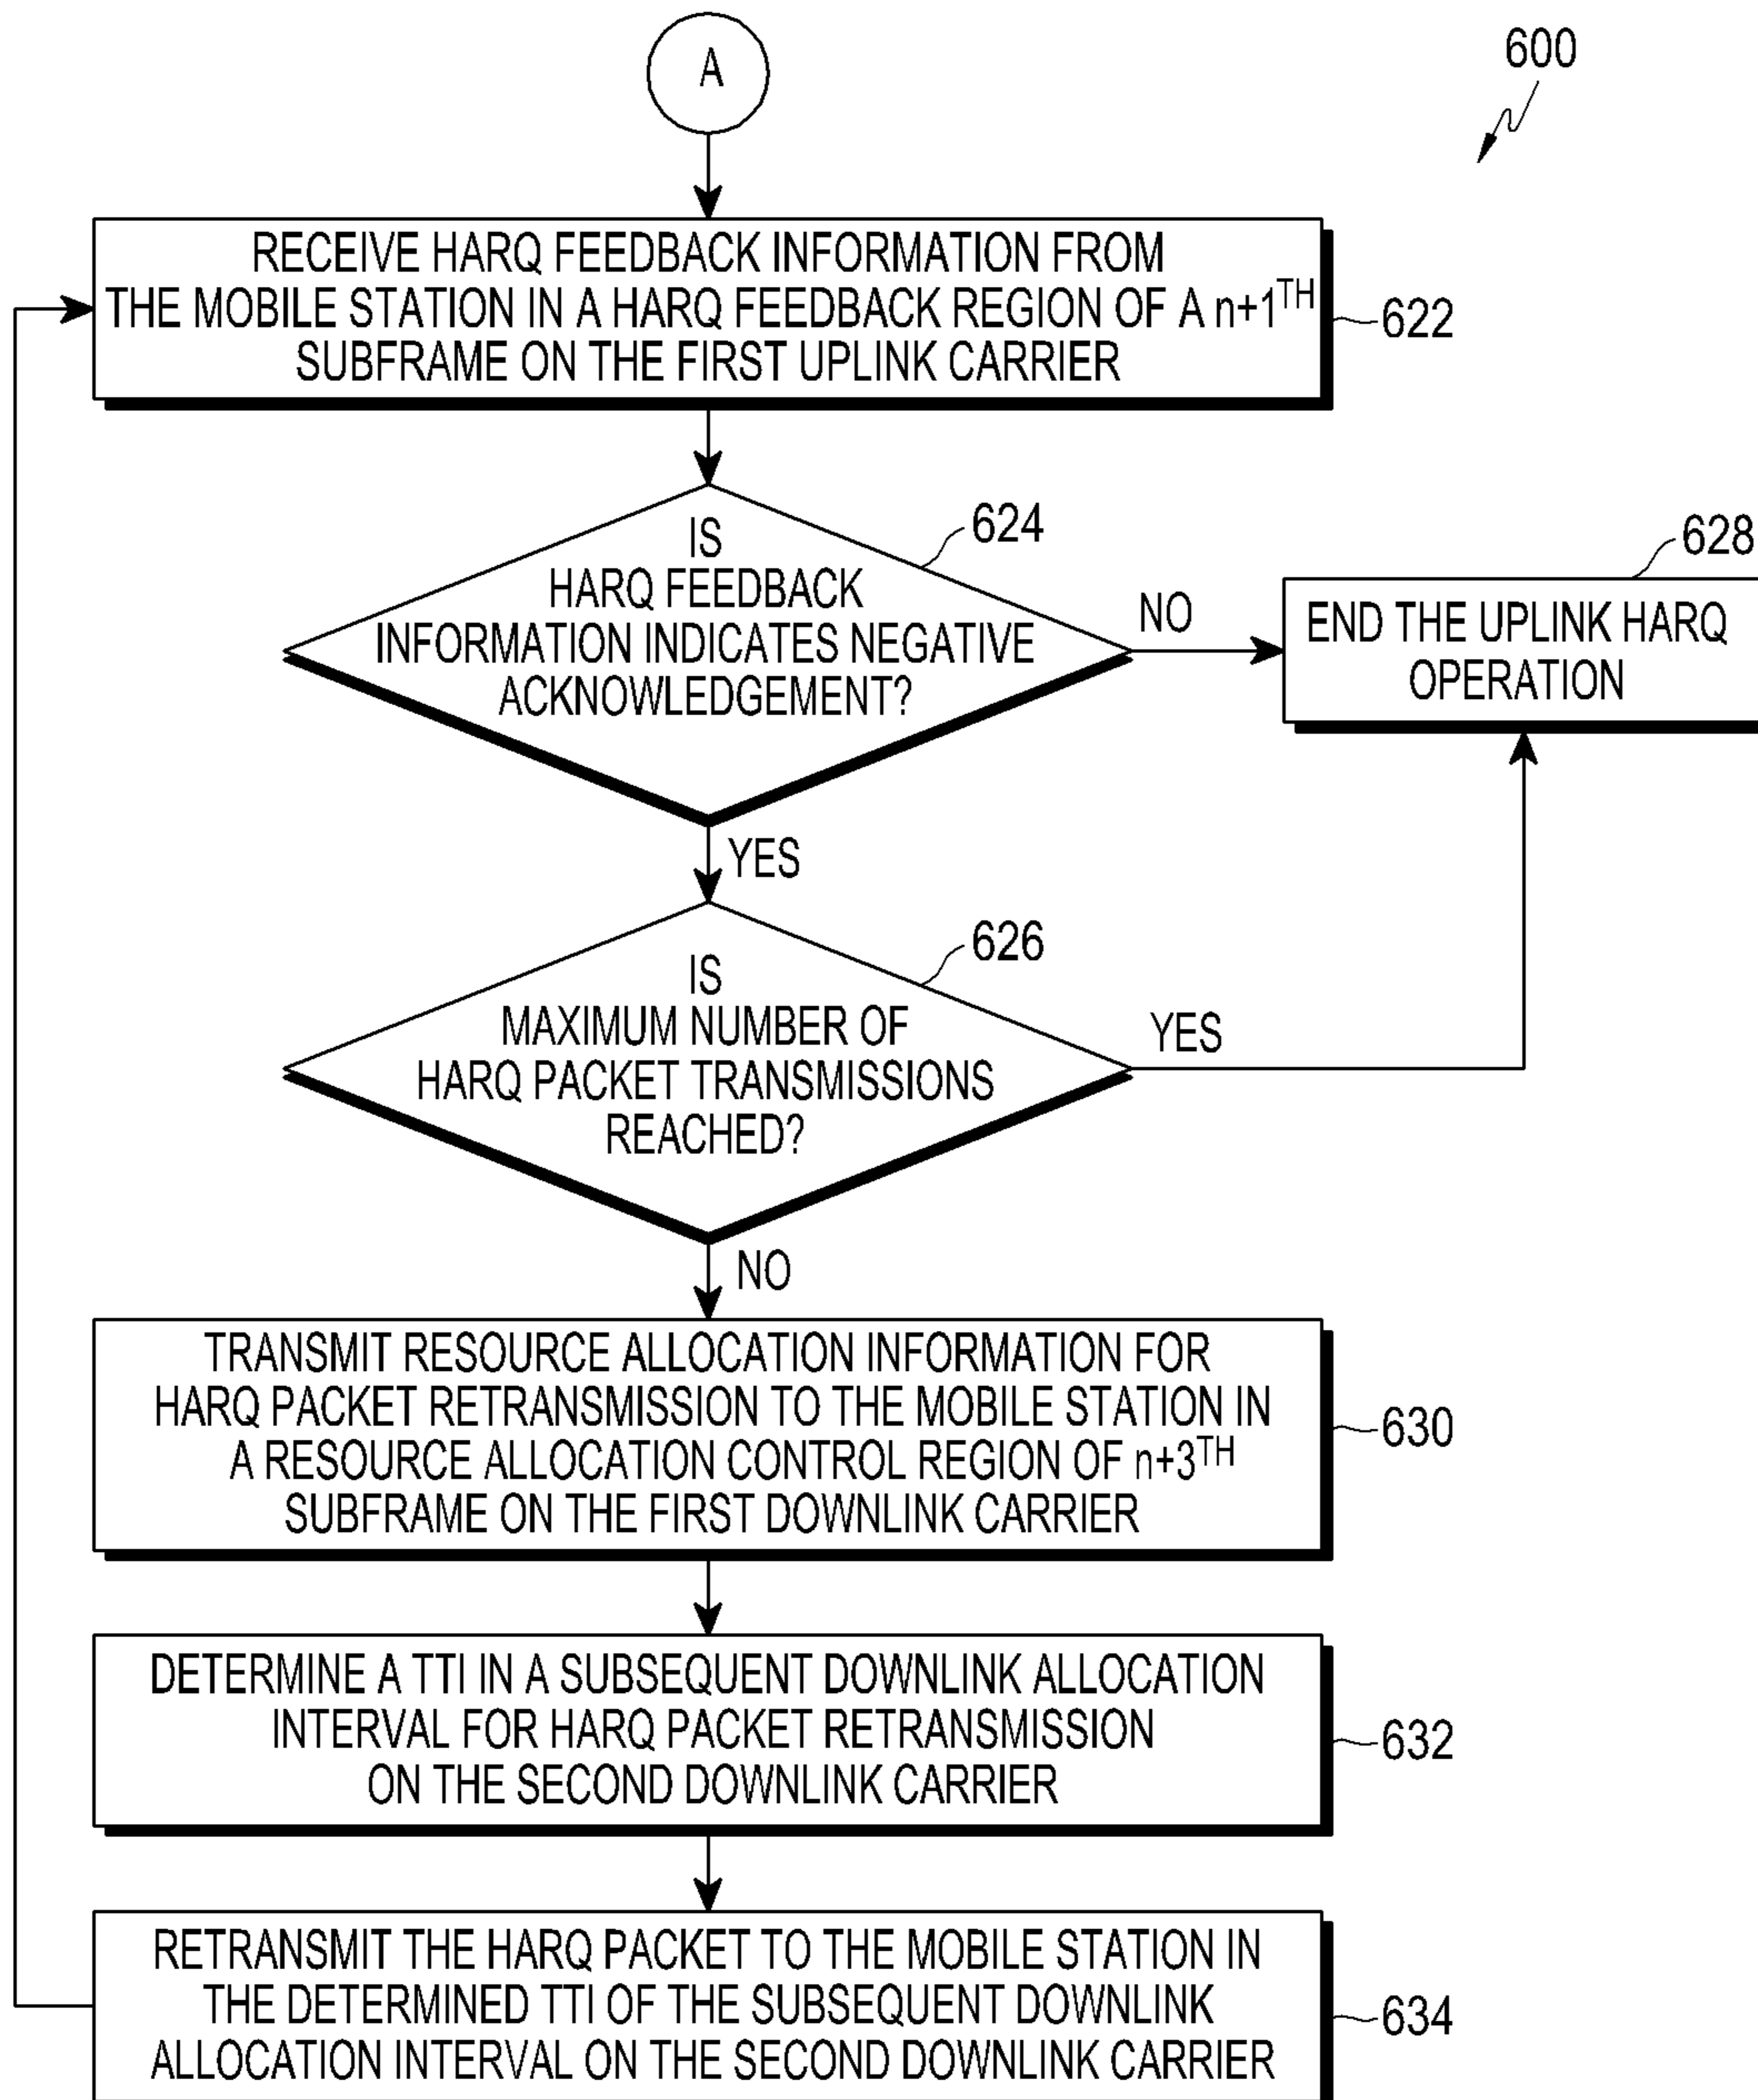 A
600
RECEIVE HARQ FEEDBACK INFORMATION FROM
THE MOBILE STATION IN A HARQ FEEDBACK REGION OF A n+1TH
SUBFRAME ON THE FIRST UPLINK CARRIER
622
IS
HARQ FEEDBACK
INFORMATION INDICATES NEGATIVE
ACKNOWLEDGEMENT?
624
NO
628
END THE UPLINK HARQ
OPERATION
YES
IS
MAXIMUM NUMBER OF
HARQ PACKET TRANSMISSIONS
REACHED?
626
YES
NO
TRANSMIT RESOURCE ALLOCATION INFORMATION FOR
HARQ PACKET RETRANSMISSION TO THE MOBILE STATION IN
A RESOURCE ALLOCATION CONTROL REGION OF n+3TH
SUBFRAME ON THE FIRST DOWNLINK CARRIER
630
DETERMINE A TTI IN A SUBSEQUENT DOWNLINK ALLOCATION
INTERVAL FOR HARQ PACKET RETRANSMISSION
ON THE SECOND DOWNLINK CARRIER
632
RETRANSMIT THE HARQ PACKET TO THE MOBILE STATION IN
THE DETERMINED TTI OF THE SUBSEQUENT DOWNLINK
ALLOCATION INTERVAL ON THE SECOND DOWNLINK CARRIER
634